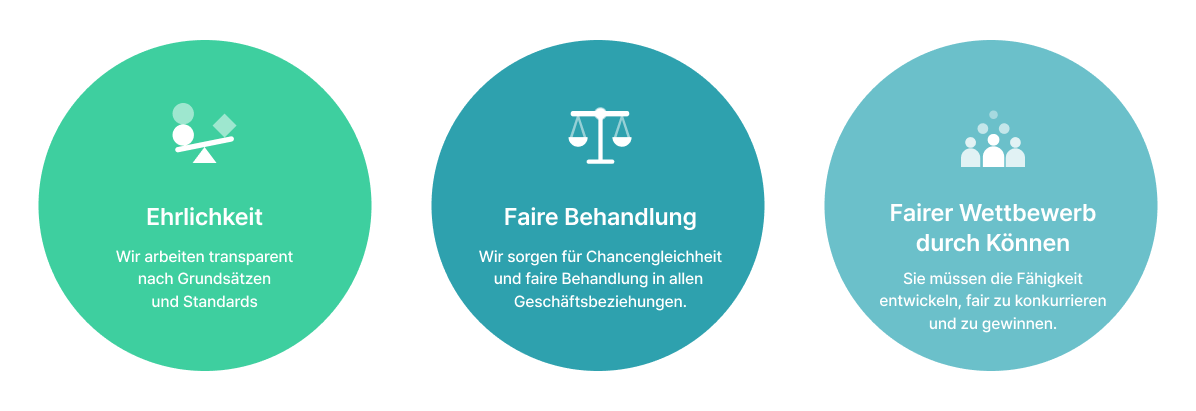 Ehrlichkeit
Wir arbeiten transparent
nach Grundsätzen
und Standards
Faire Behandlung
Wir sorgen für Chancengleichheit
und faire Behandlung in allen
Geschäftsbeziehungen.
Fairer Wettbewerb
durch Können
Sie müssen die Fähigkeit
entwickeln, fair zu konkurrieren
und zu gewinnen.